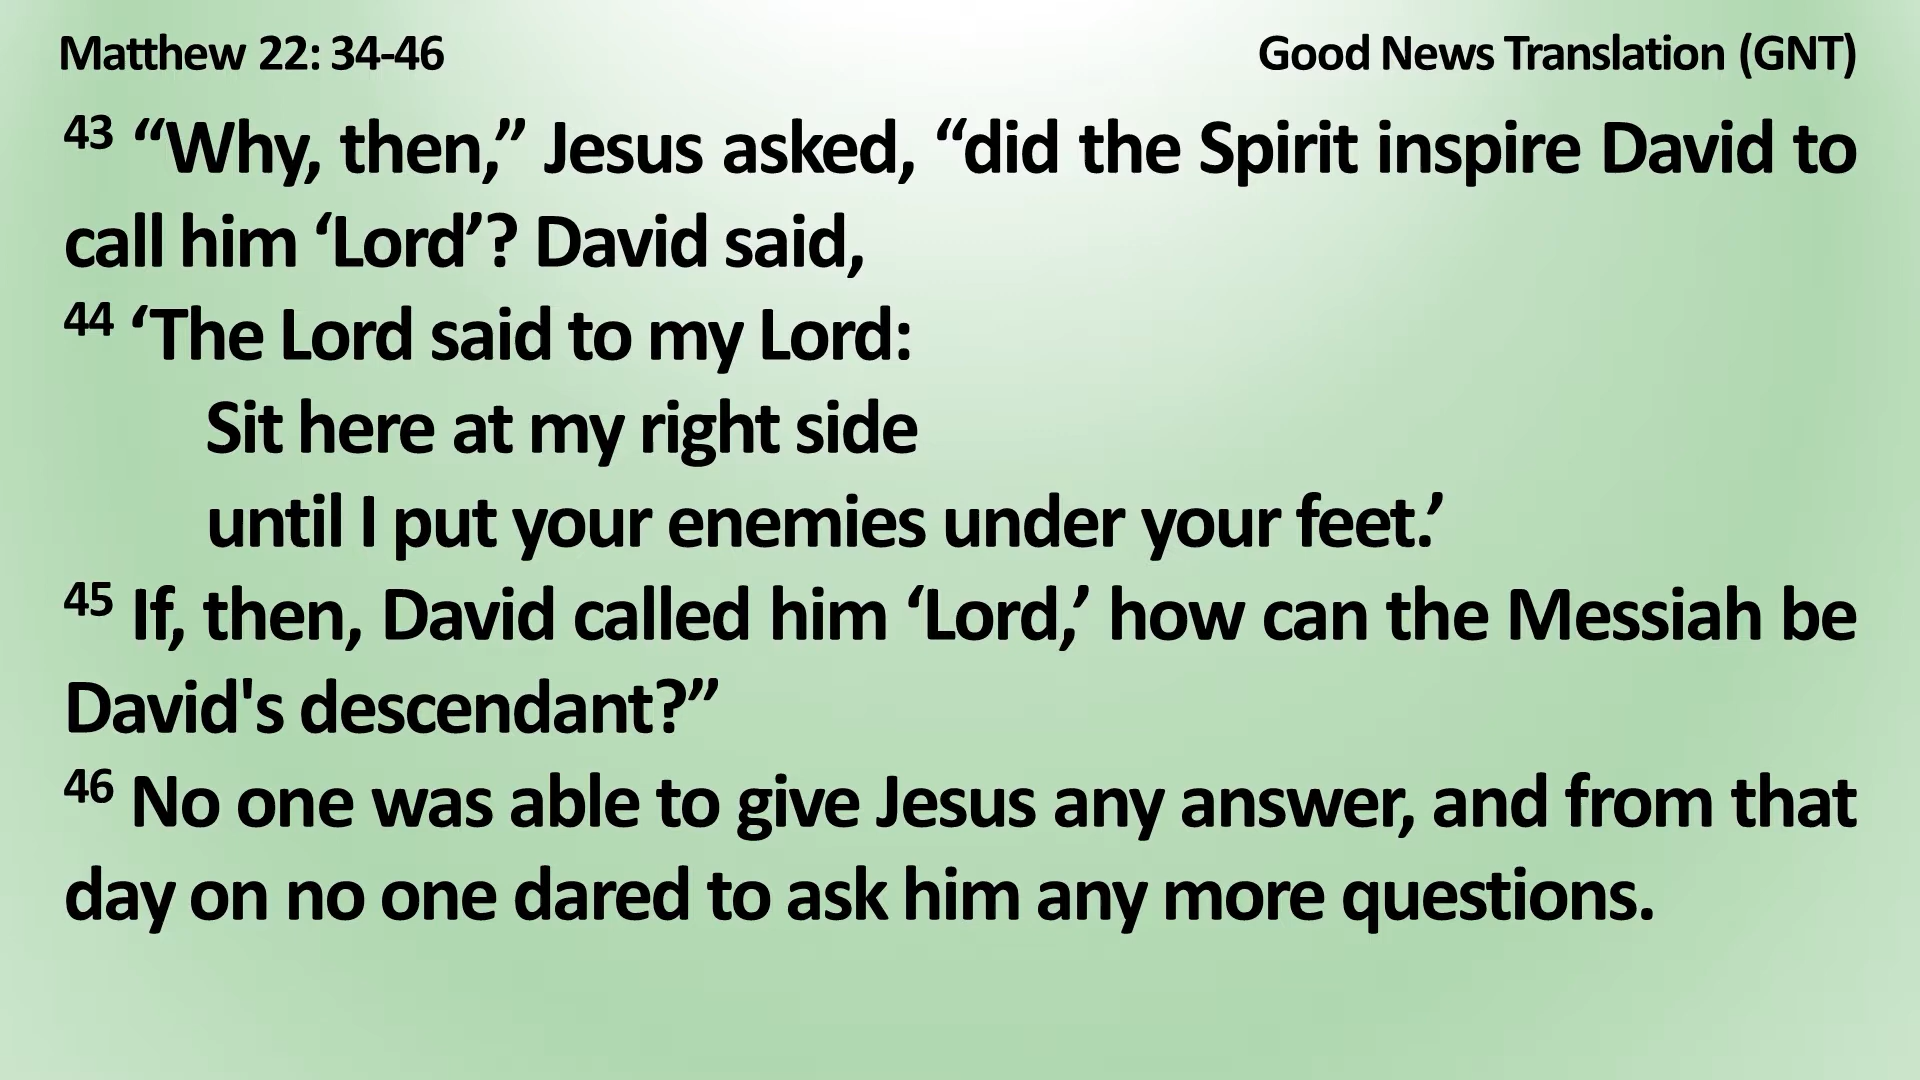 Matthew 22: 34-46
Good News Translation (GNT)
43 “Why, then,” Jesus asked, “did the Spirit inspire David to
call him ‘Lord’? David said,
44 ‘The Lord said to my Lord:
Sit here at my right side
until I put your enemies under your feet.’
45 If, then, David called him ‘Lord,’ how can the Messiah be
David's descendant?”
46 No one was able to give Jesus any answer, and from that
day on no one dared to ask him any more questions.